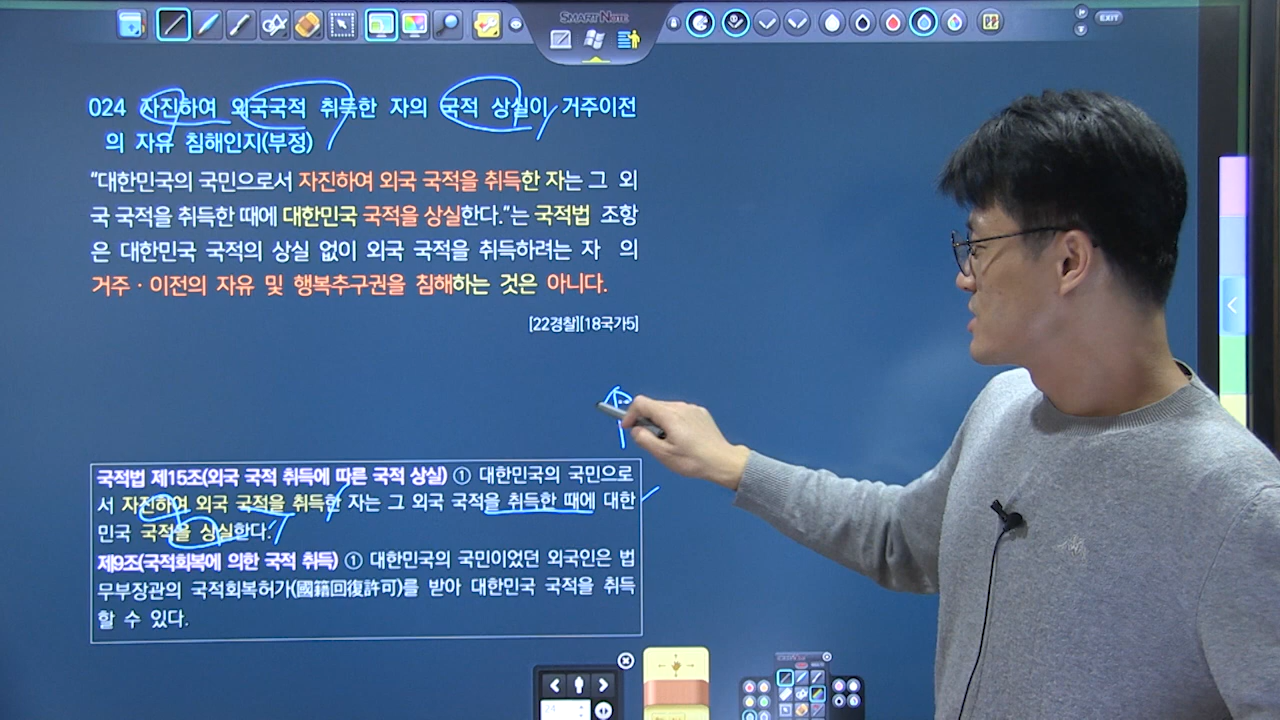 SMARTNOTE
EXIT
024 자진하여 외국국적 취득한 자의 국적 상실이 거주이전
의 자유 침해인지(부정)
"대한민국의 국민으로서 자진하여 외국 국적을 취득한 자는 그 외
국 국적을 취득한 때에 대한민국 국적을 상실한다."는 국적법 조항
은 대한민국 국적의 상실 없이 외국 국적을 취득하려는 자 의
거주·이전의 자유 및 행복추구권을 침해하는 것은 아니다.
[22경찰][18국가5]
국적법 제15조(외국 국적 취득에 따른 국적 상실) ① 대한민국의 국민으로
서 자진하여 외국 국적을 취득한 자는 그 외국 국적을 취득한 때에 대한
민국 국적을 상실한다.
제9조(국적회복에 의한 국적 취득) ① 대한민국의 국민이었던 외국인은 법
무부장관의 국적회복허가(國籍回復許可)를 받아 대한민국 국적을 취득
할 수 있다.
24